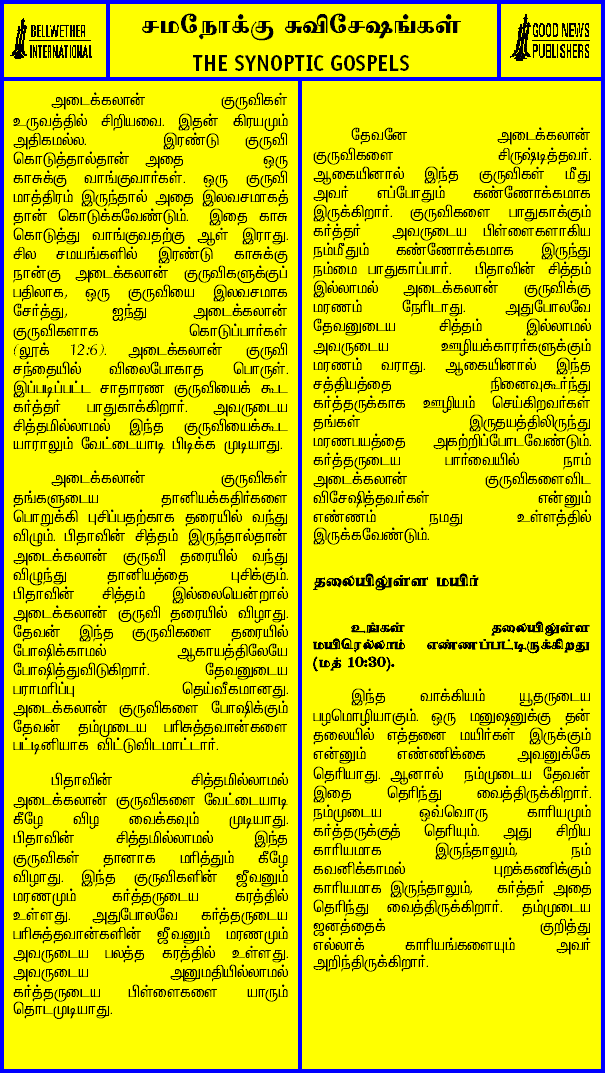 BELLWETHER
INTERNATIONAL
சமநோக்கு சுவிசேஷங்கள்
THE SYNOPTIC GOSPELS
GOOD NEWS
PUBLISHERS
அடைக்கலான் குருவிகள்
உருவத்தில் சிறியவை. இதன் கிரயமும்
அதிகமல்ல. இரண்டு குருவி
கொடுத்தால்தான் அதை ஒரு
காசுக்கு வாங்குவார்கள். ஒரு குருவி
மாத்திரம் இருந்தால் அதை இலவசமாகத்
தான் கொடுக்கவேண்டும். இதை காசு
கொடுத்து வாங்குவதற்கு ஆள் இராது.
சில சமயங்களில் இரண்டு காசுக்கு
நான்கு அடைக்கலான் குருவிகளுக்குப்
பதிலாக, ஒரு குருவியை இலவசமாக
சேர்த்து, ஐந்து அடைக்கலான்
குருவிகளாக கொடுப்பார்கள்
(லூக் 12:6). அடைக்கலான் குருவி
சந்தையில் விலைபோகாத பொருள்.
இப்படிப்பட்ட சாதாரண குருவியைக் கூட
கர்த்தர் பாதுகாக்கிறார். அவருடைய
சித்தமில்லாமல் இந்த குருவியைக்கூட
யாராலும் வேட்டையாடி பிடிக்க முடியாது.
அடைக்கலான் குருவிகள்
தங்களுடைய தானியக்கதிர்களை
பொறுக்கி புசிப்பதற்காக தரையில் வந்து
விழும். பிதாவின் சித்தம் இருந்தால்தான்
அடைக்கலான் குருவி தரையில் வந்து
விழுந்து தானியத்தை புசிக்கும்.
பிதாவின் சித்தம் இல்லையென்றால்
அடைக்கலான் குருவி தரையில் விழாது.
தேவன் இந்த குருவிகளை தரையில்
போஷிக்காமல் ஆகாயத்திலேயே
போஷித்துவிடுகிறார். தேவனுடைய
பராமரிப்பு தெய்வீகமானது.
அடைக்கலான் குருவிகளை போஷிக்கும்
தேவன் தம்முடைய பரிசுத்தவான்களை
பட்டினியாக விட்டுவிடமாட்டார்.
பிதாவின் சித்தமில்லாமல்
அடைக்கலான் குருவிகளை வேட்டையாடி
கீழே விழ வைக்கவும் முடியாது.
பிதாவின் சித்தமில்லாமல் இந்த
குருவிகள் தானாக மரித்தும் கீழே
விழாது. இந்த குருவிகளின் ஜீவனும்
மரணமும் கர்த்தருடைய கரத்தில்
உள்ளது. அதுபோலவே கர்த்தருடைய
பரிசுத்தவான்களின் ஜீவனும் மரணமும்
அவருடைய பலத்த கரத்தில் உள்ளது.
அவருடைய அனுமதியில்லாமல்
கர்த்தருடைய பிள்ளைகளை யாரும்
தொடமுடியாது.
தேவனே அடைக்கலான்
குருவிகளை சிருஷ்டித்தவர்.
ஆகையினால் இந்த குருவிகள் மீது
அவர் எப்போதும் கண்ணோக்கமாக
இருக்கிறார். குருவிகளை பாதுகாக்கும்
கர்த்தர் அவருடைய பிள்ளைகளாகிய
நம்மீதும் கண்ணோக்கமாக இருந்து
நம்மை பாதுகாப்பார். பிதாவின் சித்தம்
இல்லாமல் அடைக்கலான் குருவிக்கு
மரணம் நேரிடாது. அதுபோலவே
தேவனுடைய சித்தம் இல்லாமல்
அவருடைய ஊழியக்காரர்களுக்கும்
மரணம் வராது. ஆகையினால் இந்த
சத்தியத்தை நினைவுகூர்ந்து
கர்த்தருக்காக ஊழியம் செய்கிறவர்கள்
தங்கள் இருதயத்திலிருந்து
மரணபயத்தை அகற்றிப்போடவேண்டும்.
கர்த்தருடைய பார்வையில் நாம்
அடைக்கலான் குருவிகளைவிட
விசேஷித்தவர்கள் என்னும்
எண்ணம் நமது உள்ளத்தில்
இருக்கவேண்டும்.
தலையிலுள்ள மயிர்
உங்கள் தலையிலுள்ள
மயிரெல்லாம் எண்ணப்பட்டிருக்கிறது
(மத் 10:30).
இந்த வாக்கியம் யூதருடைய
பழமொழியாகும். ஒரு மனுஷனுக்கு தன்
தலையில் எத்தனை மயிர்கள் இருக்கும்
என்னும் எண்ணிக்கை அவனுக்கே
தெரியாது. ஆனால் நம்முடைய தேவன்
இதை தெரிந்து வைத்திருக்கிறார்.
நம்முடைய ஒவ்வொரு காரியமும்
கர்த்தருக்குத் தெரியும். அது சிறிய
காரியமாக இருந்தாலும், நம்
கவனிக்காமல் புறக்கணிக்கும்
காரியமாக இருந்தாலும், கர்த்தர் அதை
தெரிந்து வைத்திருக்கிறார். தம்முடைய
ஜனத்தைக் குறித்து
எல்லாக் காரியங்களையும் அவர்
அறிந்திருக்கிறார்.